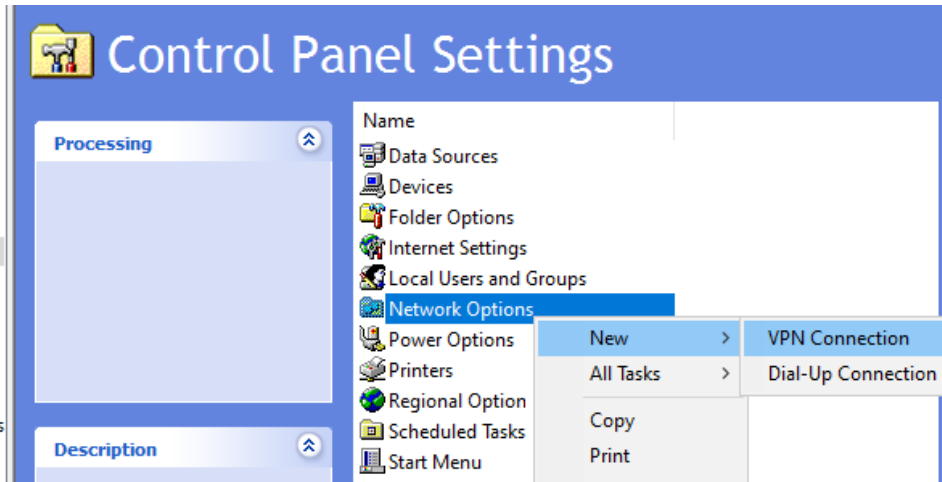 Control Panel Settings
Processing
Name
Data Sources
Devices
Folder Options
Internet Settings
Local Users and Groups
Network Options
Power Options
Printers
Regional Option
Scheduled Tasks
Start Menu
New
VPN Connection
All Tasks
Dial-Up Connection
Copy
Print
Description